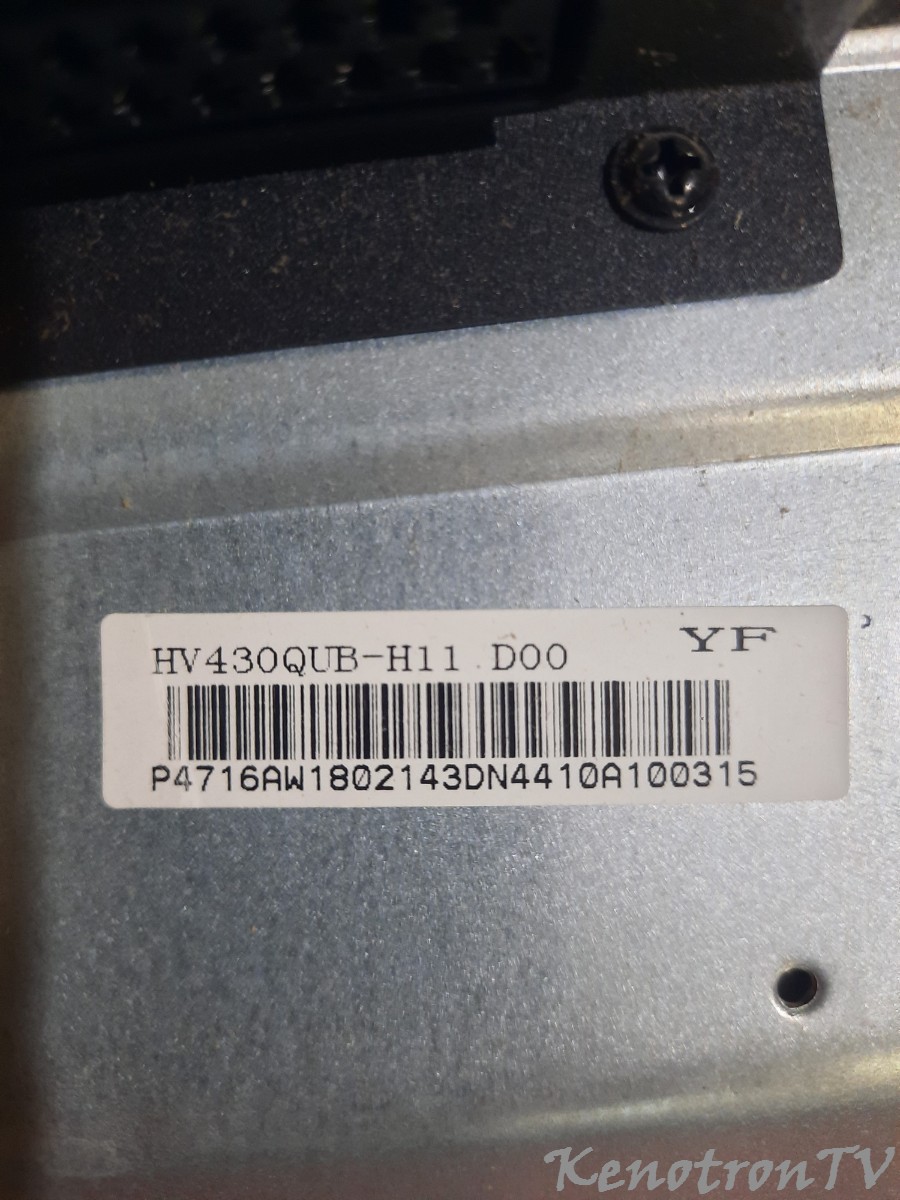 HV430QUB-H11 D00
YF
P4716AW1802143DN4410A100315
KenotronTV